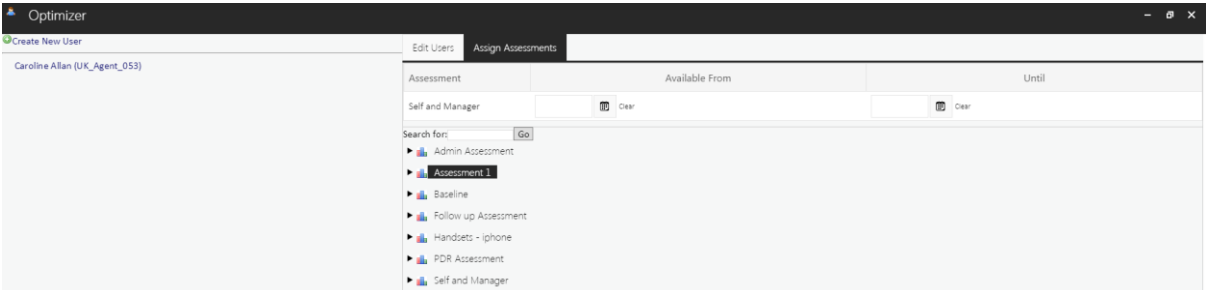 Optimizer
Create New User
Caroline Allan (UK_Agent_053)
Edit Users Assign Assessments
Assessment Available From Until
Self and Manager Clear Clear
Search for: Go
Admin Assessment
Assessment 1
Baseline
Follow up Assessment
Handsets - iphone
PDR Assessment
Self and Manager